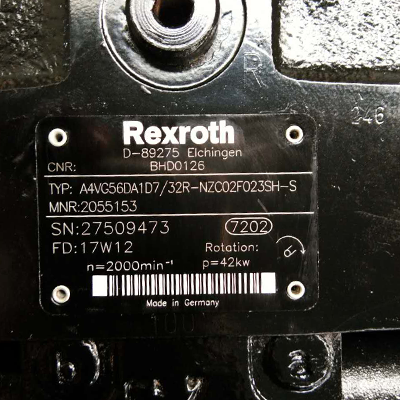 R
246
Rexroth
D-89275 Elchingen
CNR: BHD0126
TYP: A4VG56DA1D7/32R-NZC02F023SH-S
MNR:2055153
SN:27509473 7202
FD:17W12 Rotation:
n=2000min⁻¹ p=42kw
Made in Germany